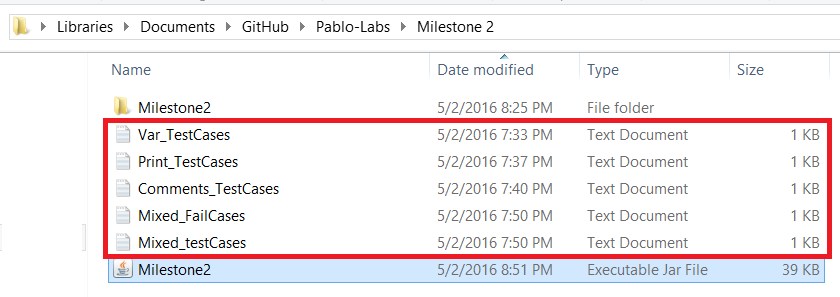 Libraries Documents GitHub Pablo-Labs Milestone 2
Name Date modified Type Size
Milestone2 5/2/2016 8:25 PM File folder
Var_TestCases 5/2/2016 7:33 PM Text Document 1 KB
Print_TestCases 5/2/2016 7:37 PM Text Document 1 KB
Comments_TestCases 5/2/2016 7:40 PM Text Document 1 KB
Mixed_FailCases 5/2/2016 7:50 PM Text Document 1 KB
Mixed_testCases 5/2/2016 7:50 PM Text Document 1 KB
Milestone2 5/2/2016 8:51 PM Executable Jar File 39 KB